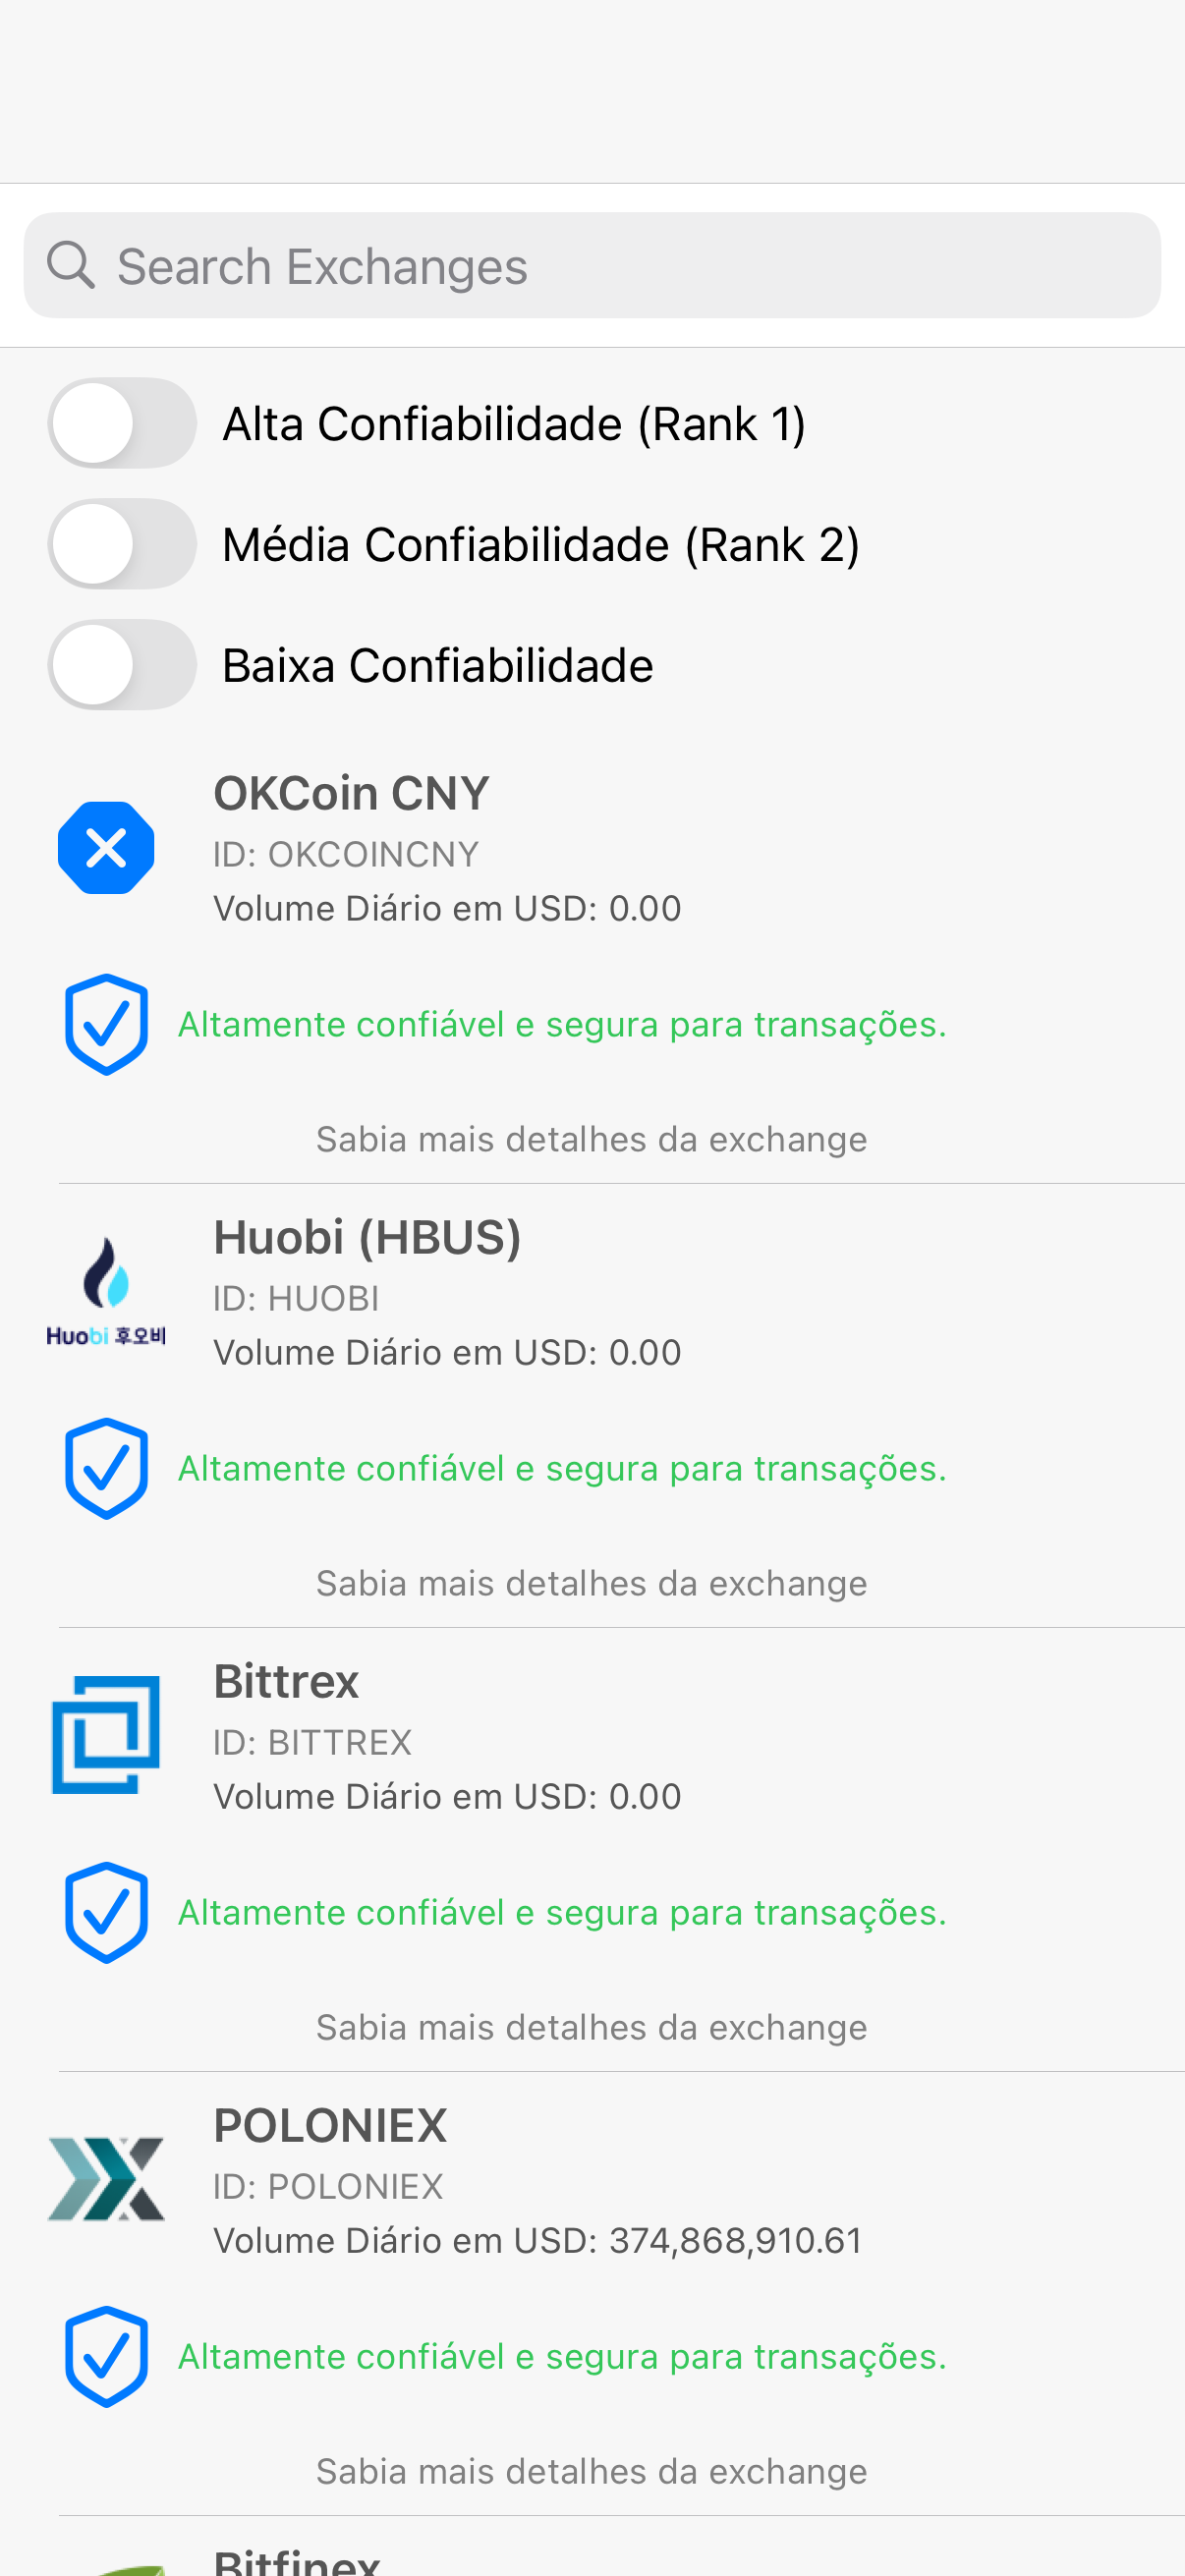 Search Exchanges
Alta Confiabilidade (Rank 1)
Média Confiabilidade (Rank 2)
Baixa Confiabilidade
OKCoin CNY
ID: OKCOINCNY
Volume Diário em USD: 0.00
Altamente confiável e segura para transações.
Sabia mais detalhes da exchange
Huobi (HBUS)
ID: HUOBI
Huobi 후오비
Volume Diário em USD: 0.00
Altamente confiável e segura para transações.
Sabia mais detalhes da exchange
Bittrex
ID: BITTREX
Volume Diário em USD: 0.00
Altamente confiável e segura para transações.
Sabia mais detalhes da exchange
POLONIEX
ID: POLONIEX
Volume Diário em USD: 374,868,910.61
Altamente confiável e segura para transações.
Sabia mais detalhes da exchange
Bitfinex